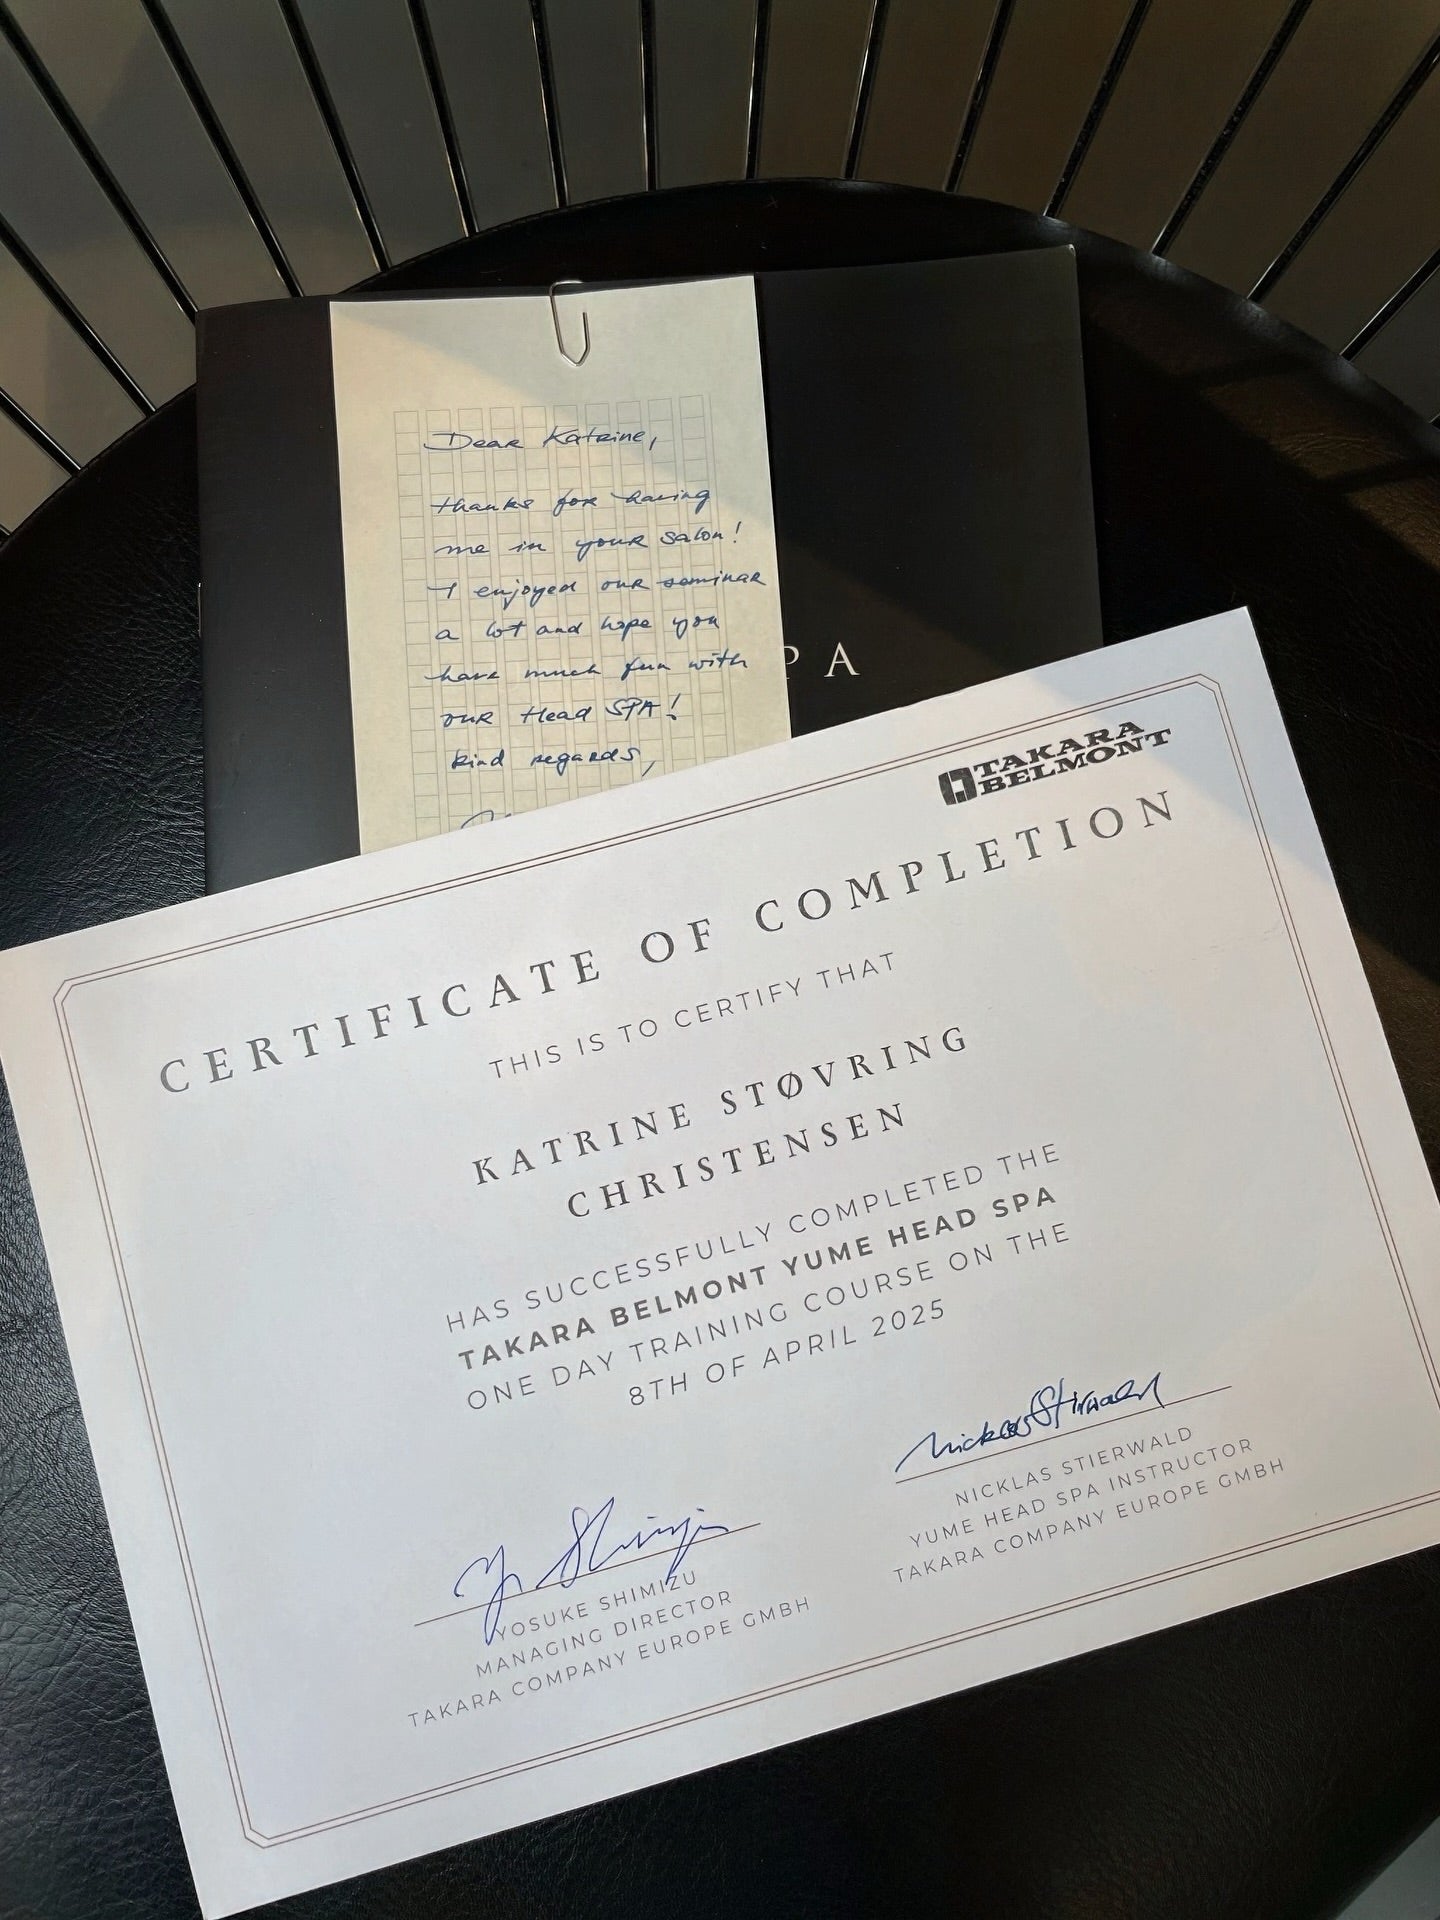 Dear Katrine,
thanks for having
me in your salon!
I enjoyed our seminar
a lot and hope you
have much fun with
our Head SPA!
kind regards,
PA
TAKARA
BELMONT
CERTIFICATE OF COMPLETION
THIS IS TO CERTIFY THAT
KATRINE STØVRING
CHRISTENSEN
HAS SUCCESSFULLY COMPLETED THE
TAKARA BELMONT YUME HEAD SPA
ONE DAY TRAINING COURSE ON THE
8TH OF APRIL 2025
Nicklas Stierwald
NICKLAS STIERWALD
YUME HEAD SPA INSTRUCTOR
TAKARA COMPANY EUROPE GMBH
Y. Shimizu
YOSUKE SHIMIZU
MANAGING DIRECTOR
TAKARA COMPANY EUROPE GMBH